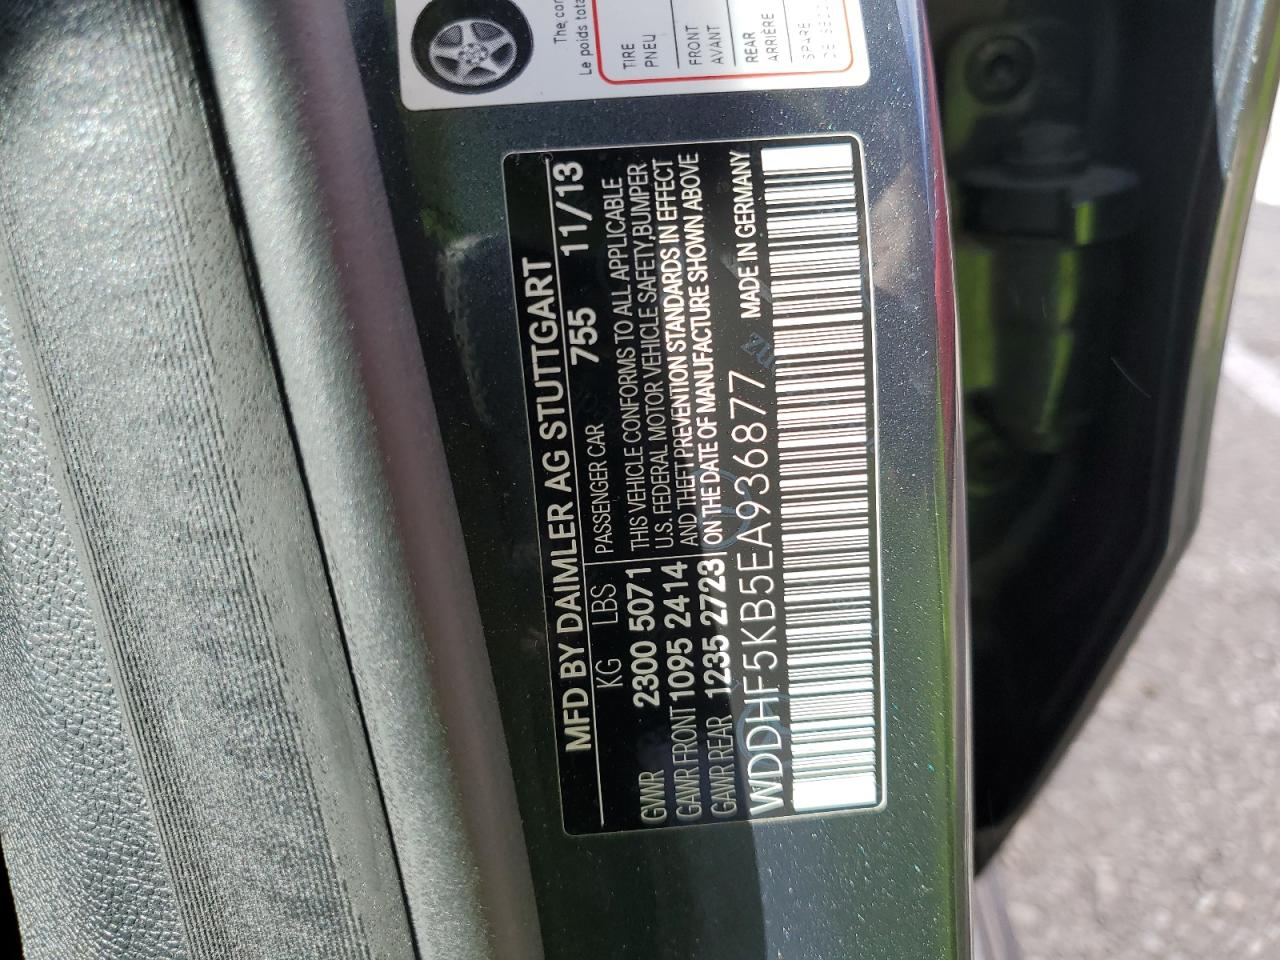 MFD BY DAIMLER AG STUTTGART 755 11/13
KG LBS
PASSENGER CAR
GVWR 2300 5071
THIS VEHICLE CONFORMS TO ALL APPLICABLE
GAWR FRONT 1095 2414
U.S. FEDERAL MOTOR VEHICLE SAFETY,BUMPER
GAWR REAR 1235 2723
AND THEFT PREVENTION STANDARDS IN EFFECT
ON THE DATE OF MANUFACTURE SHOWN ABOVE
WDDHF5KB5EA936877 MADE IN GERMANY
The
Le poids
TIRE
PNEU
FRONT
AVANT
REAR
ARRIÈRE
SPARE